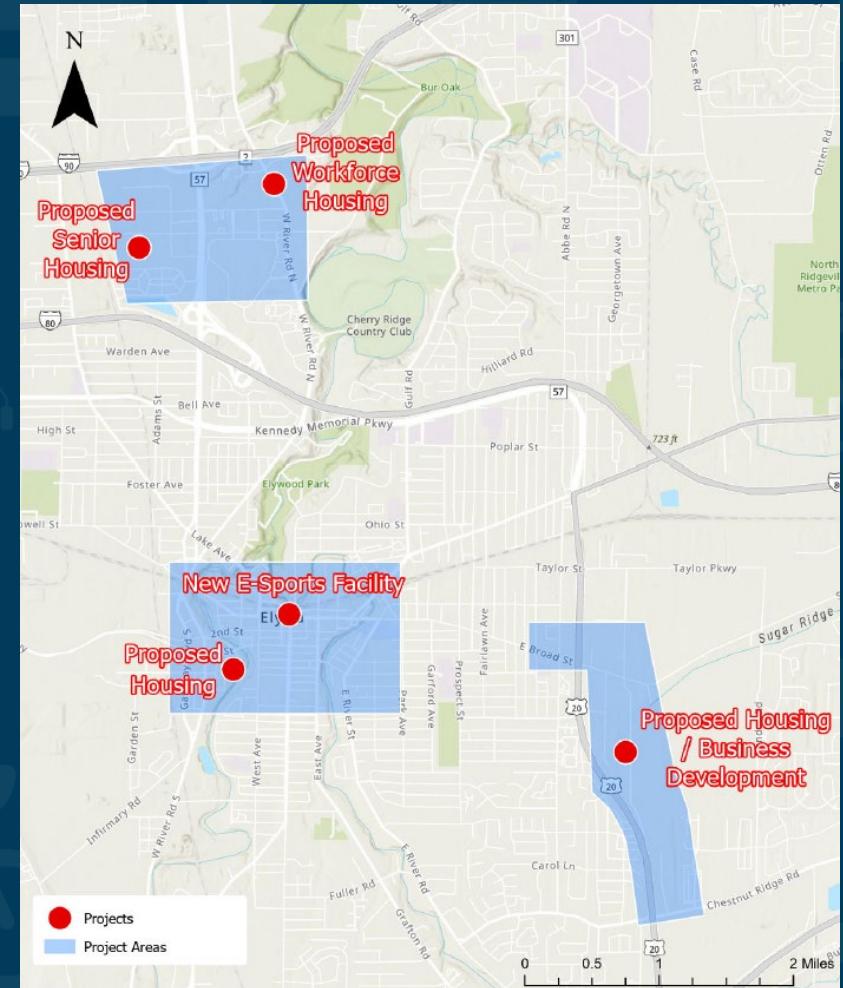 N
301
Case Rd
Bur Oak
Otten Rd
90
2
57
Proposed
Workforce
Housing
Proposed
Senior
Housing
W River Rd N
Abbe Rd N
Georgetown Ave
North
Ridgevil
Metro Pa
80
Cherry Ridge
Country Club
W River Rd N
Warden Ave
Gulf Rd
Hilliard Rd
57
Adams St
Bell Ave
High St
Kennedy Memorial Pkwy
Poplar St
723 ft
Foster Ave
Elywood Park
Ohio St
Lake Ave
Taylor St
Taylor Pkwy
New E-Sports Facility
2nd St
E Broad St
Sugar Ridge
Fairlawn Ave
Proposed
Housing
Garford Ave
Prospect St
Park Ave
E River St
20
Proposed Housing
/ Business
Development
Garden St
West Ave
East Ave
20
Infirmary Rd
W River Rd S
E River Rd
Carol Ln
Fuller Rd
Chestnut Ridge Rd
Grafton Rd
20
Projects
Project Areas
0 0.5 1 2 Miles